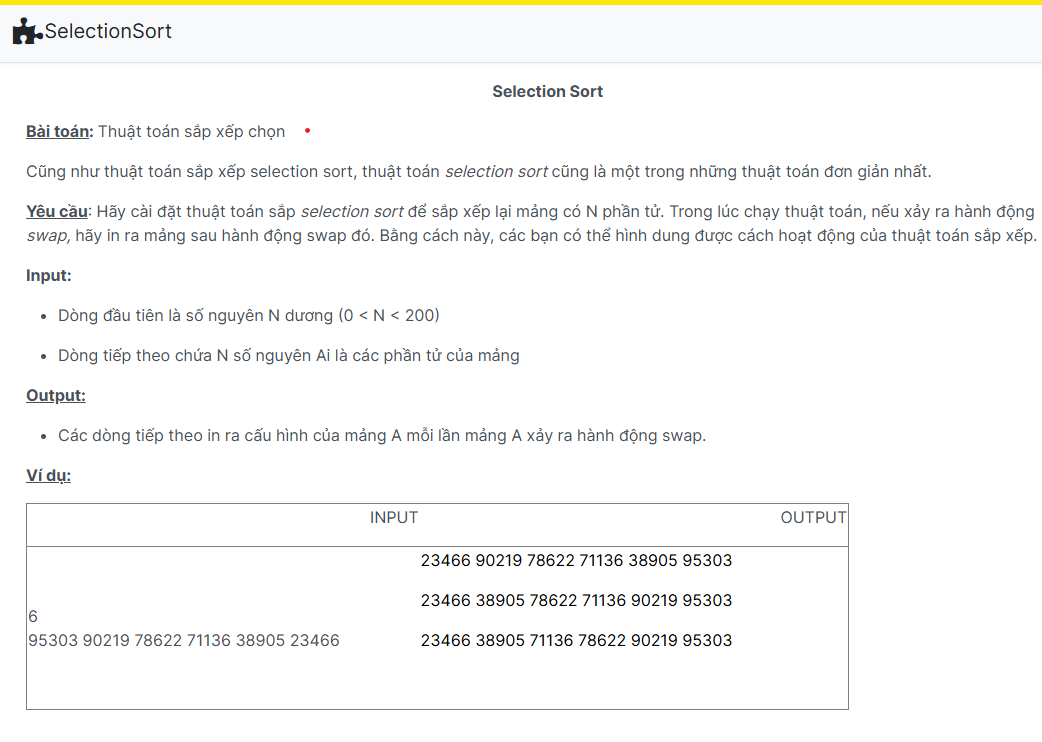 SelectionSort
Selection Sort
Bài toán: Thuật toán sắp xếp chọn
Cũng như thuật toán sắp xếp selection sort, thuật toán selection sort cũng là một trong những thuật toán đơn giản nhất.
Yêu cầu: Hãy cài đặt thuật toán sắp selection sort để sắp xếp lại mảng có N phần tử. Trong lúc chạy thuật toán, nếu xảy ra hành động
swap, hãy in ra mảng sau hành động swap đó. Bằng cách này, các bạn có thể hình dung được cách hoạt động của thuật toán sắp xếp.
Input:
• Dòng đầu tiên là số nguyên N dương (0 < N < 200)
• Dòng tiếp theo chứa N số nguyên Ai là các phần tử của mảng
Output:
• Các dòng tiếp theo in ra cấu hình của mảng A mỗi lần mảng A xảy ra hành động swap.
Ví dụ:
INPUT OUTPUT
6
95303 90219 78622 71136 38905 23466
23466 90219 78622 71136 38905 95303
23466 38905 78622 71136 90219 95303
23466 38905 71136 78622 90219 95303